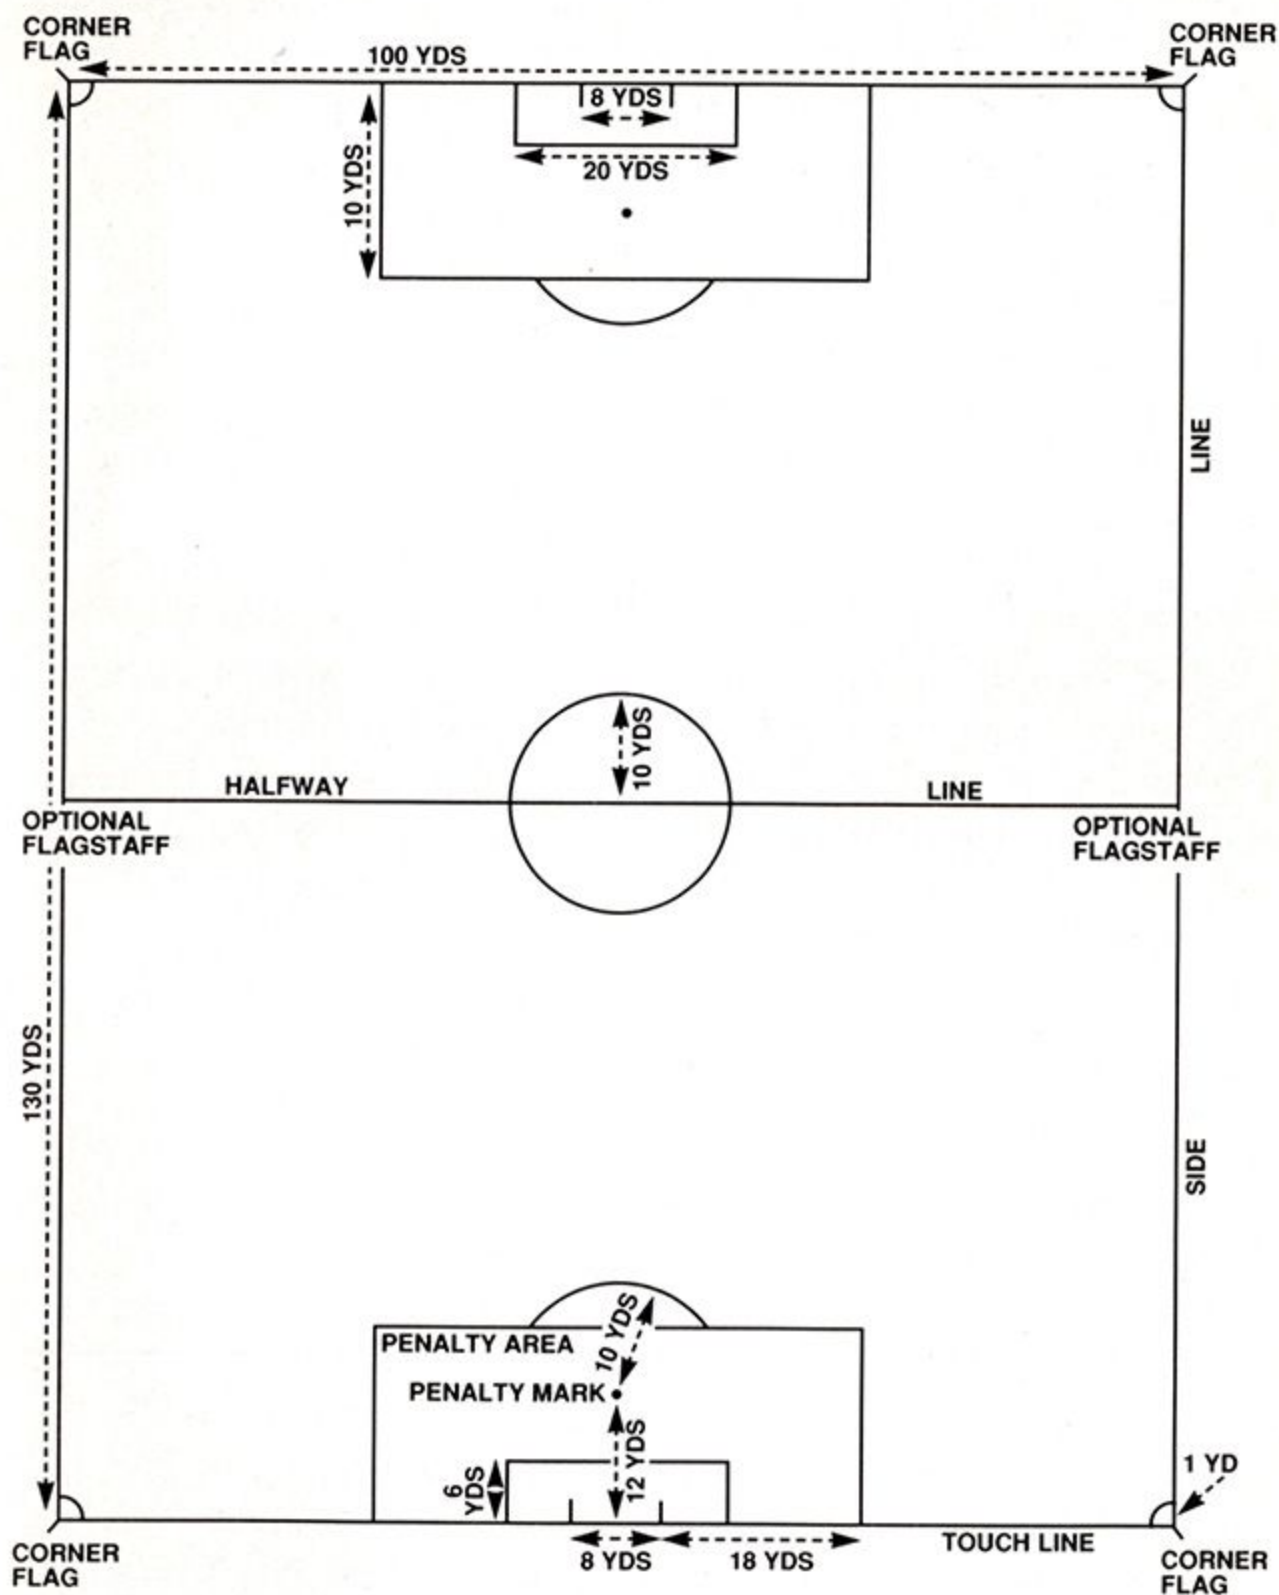 CORNER
FLAG
100 YDS
CORNER
FLAG
8 YDS
20 YDS
10 YDS
LINE
10 YDS
HALFWAY
LINE
OPTIONAL
FLAGSTAFF
OPTIONAL
FLAGSTAFF
130 YDS
SIDE
10 YDS
PENALTY AREA
PENALTY MARK
12 YDS
6
YDS
1 YD
TOUCH LINE
8 YDS
18 YDS
CORNER
FLAG
CORNER
FLAG